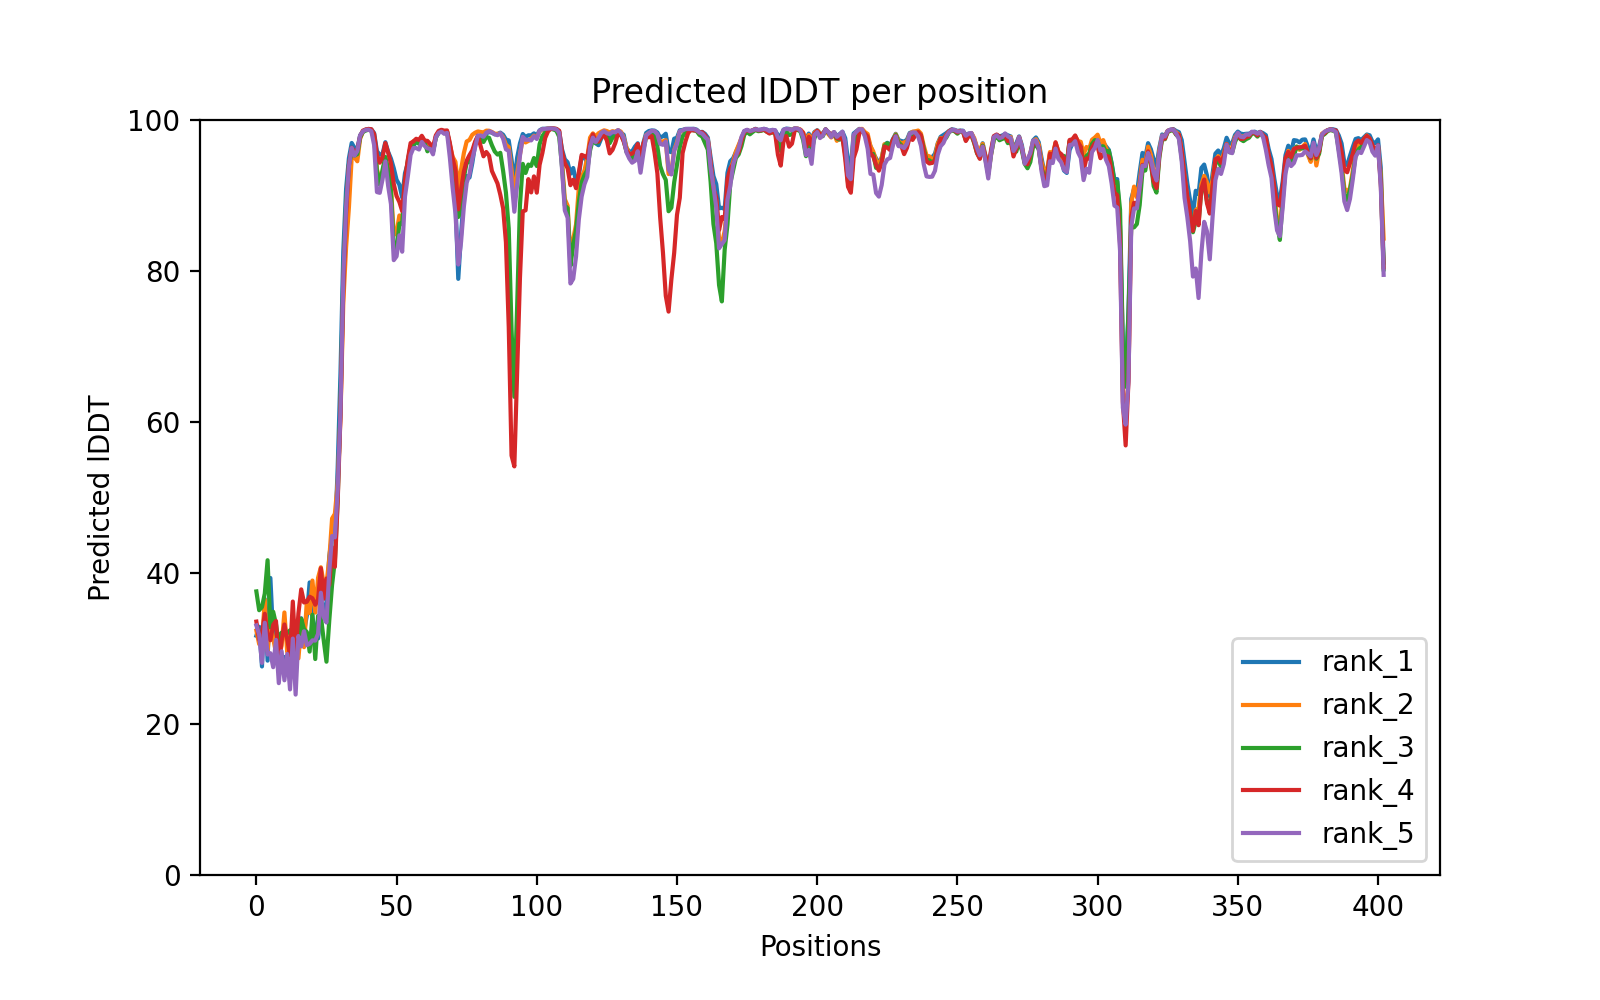 Predicted lDDT per position
100
80
60
40
20
0
Predicted lDDT
0 50 100 150 200 250 300 350 400
Positions
rank_1
rank_2
rank_3
rank_4
rank_5